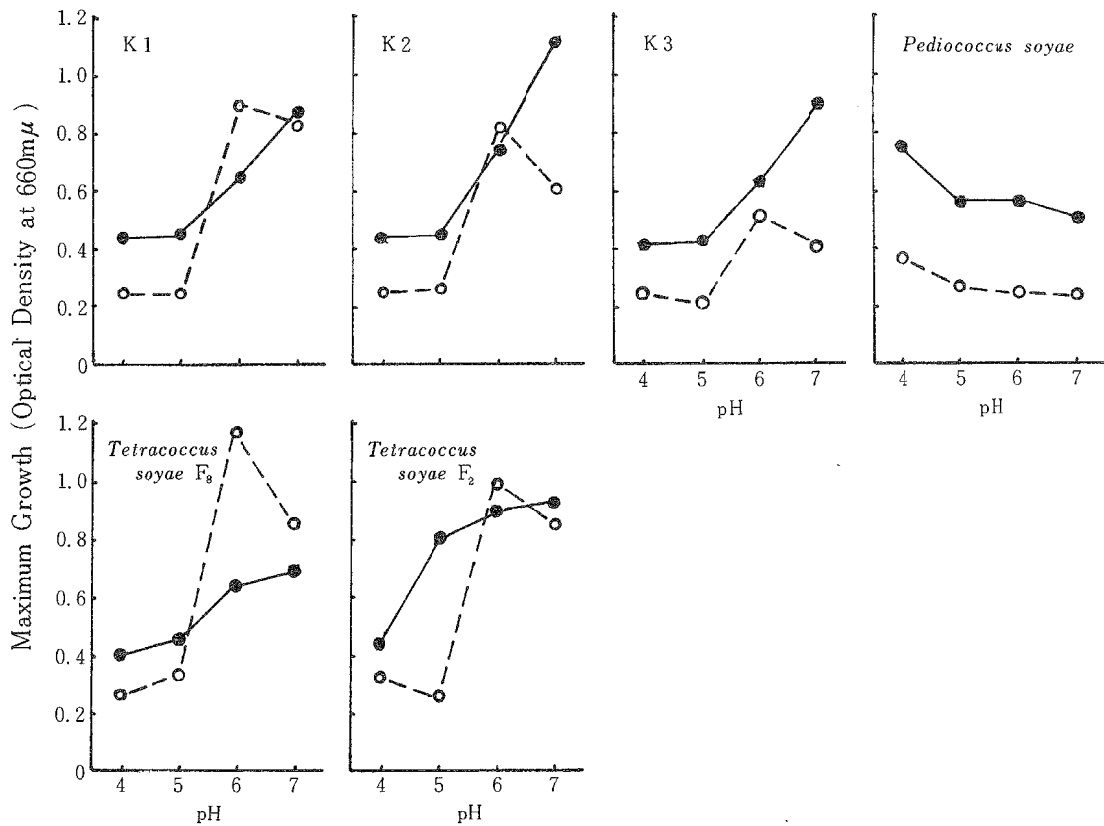 Maximum Growth (Optical Density at 660mμ)
1.2
1.0
0.8
0.6
0.4
0.2
0
K1
K2
K3
Pediococcus soyae
4 5 6 7
pH
4 5 6 7
pH
1.2
1.0
0.8
0.6
0.4
0.2
0
Tetracoccus
soyae F₈
Tetracoccus
soyae F₂
4 5 6 7
pH
4 5 6 7
pH